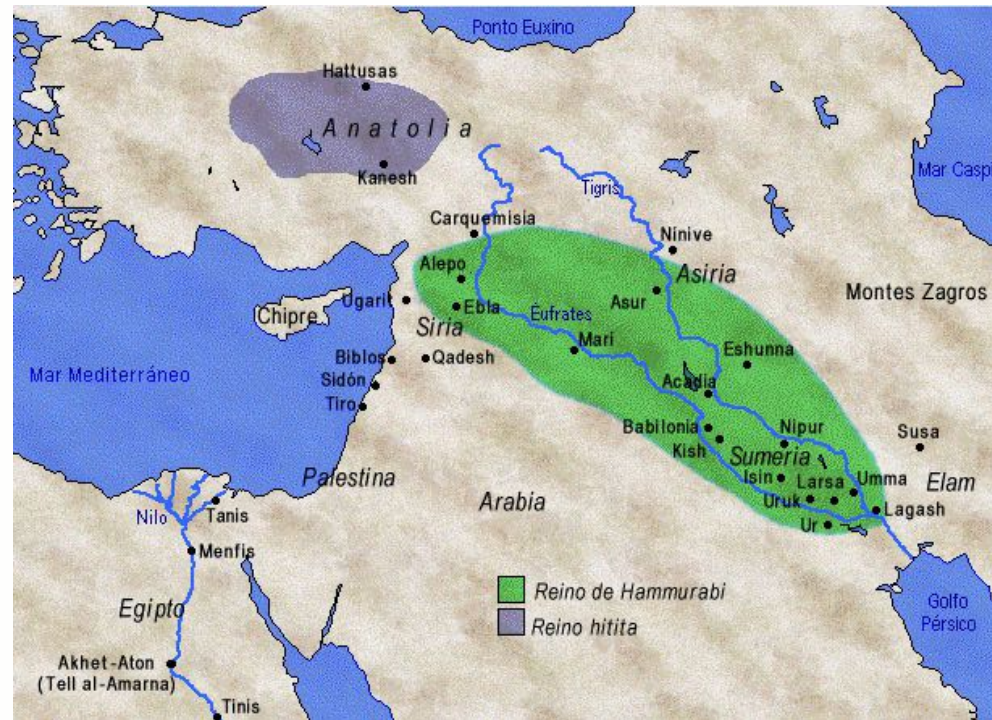 Ponto Euxino
Hattusas
Anatolia
Kanesh
Mar Caspi
Tigris
Carquemisia
Nínive
Alepo
Asiria
Asur
Montes Zagros
Ugarit
Ebla
Chipre
Siria
Éufrates
Mari
Eshunna
Biblos
Qadesh
Mar Mediterráneo
Sidón
Acadia
Tiro
Babilonia
Nipur
Susa
Kish
Sumeria
Palestina
Isin
Larsa
Umma
Elam
Arabia
Uruk
Lagash
Nilo
Tanis
Ur
Menfis
Reino de Hammurabi
Egipto
Golfo
Pérsico
Reino hitita
Akhet-Aton
(Tell al-Amarna)
Tinis